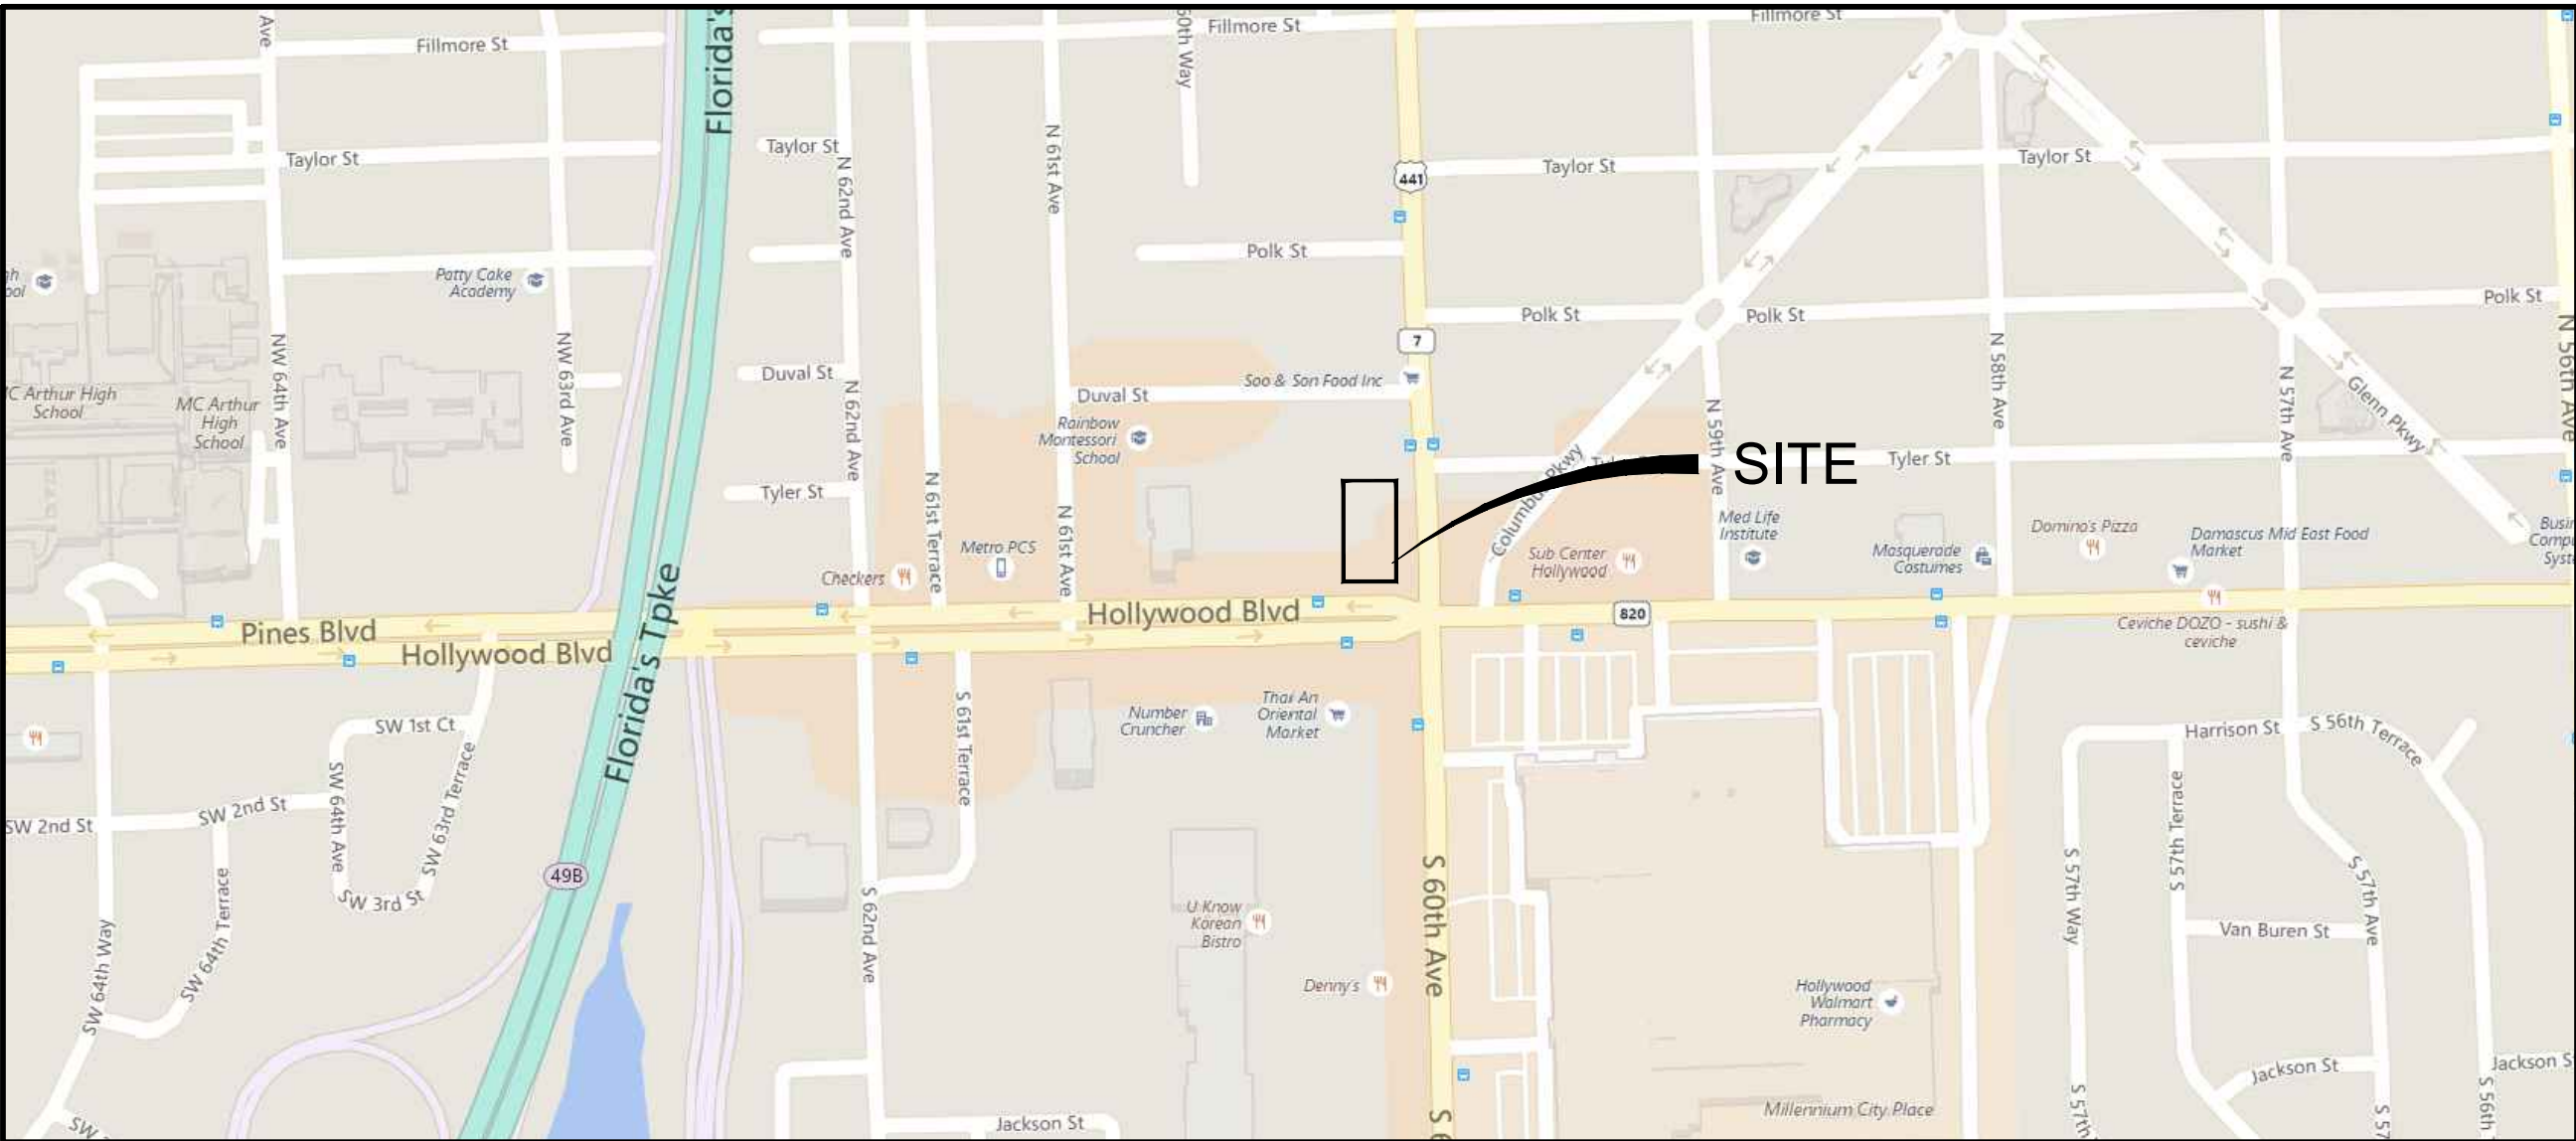 Ave
Fillmore St
Florida's
60th Way
Fillmore St
Fillmore St
Taylor St
Taylor St
N 62nd Ave
N 61st Ave
441
Taylor St
Taylor St
Polk St
Patty Cake
Academy
7
Polk St
Polk St
Polk St
NW 64th Ave
NW 63rd Ave
Duval St
N 62nd Ave
Duval St
Soo & Son Food Inc
N 59th Ave
N 58th Ave
N 57th Ave
Glenn Pkwy
N 56th Ave
C Arthur High
School
MC Arthur
High
School
Rainbow
Montessori
School
Columbus Pkwy
SITE
Tyler St
Tyler St
N 61st Terrace
N 61st Ave
Metro PCS
Checkers
Sub Center
Hollywood
Med Life
Institute
Masquerade
Costumes
Domino's Pizza
Damascus Mid East Food
Market
Pines Blvd
Hollywood Blvd
Hollywood Blvd
820
Ceviche DOZO - sushi &
ceviche
Florida's Tpke
SW 1st Ct
SW 63rd Terrace
SW 64th Ave
SW 2nd St
SW 2nd St
SW 3rd St
SW 64th Terrace
SW 64th Way
49B
S 61st Terrace
S 62nd Ave
Number
Cruncher
Thai An
Oriental
Market
Harrison St
S 56th Terrace
S 57th Way
S 57th Terrace
S 57th Ave
Van Buren St
U Know
Korean
Bistro
Denny's
S 60th Ave
Hollywood
Walmart
Pharmacy
Millennium City Place
Jackson St
Jackson St
Jackson S
S 57th
S 57
S 56th
SW
S 6